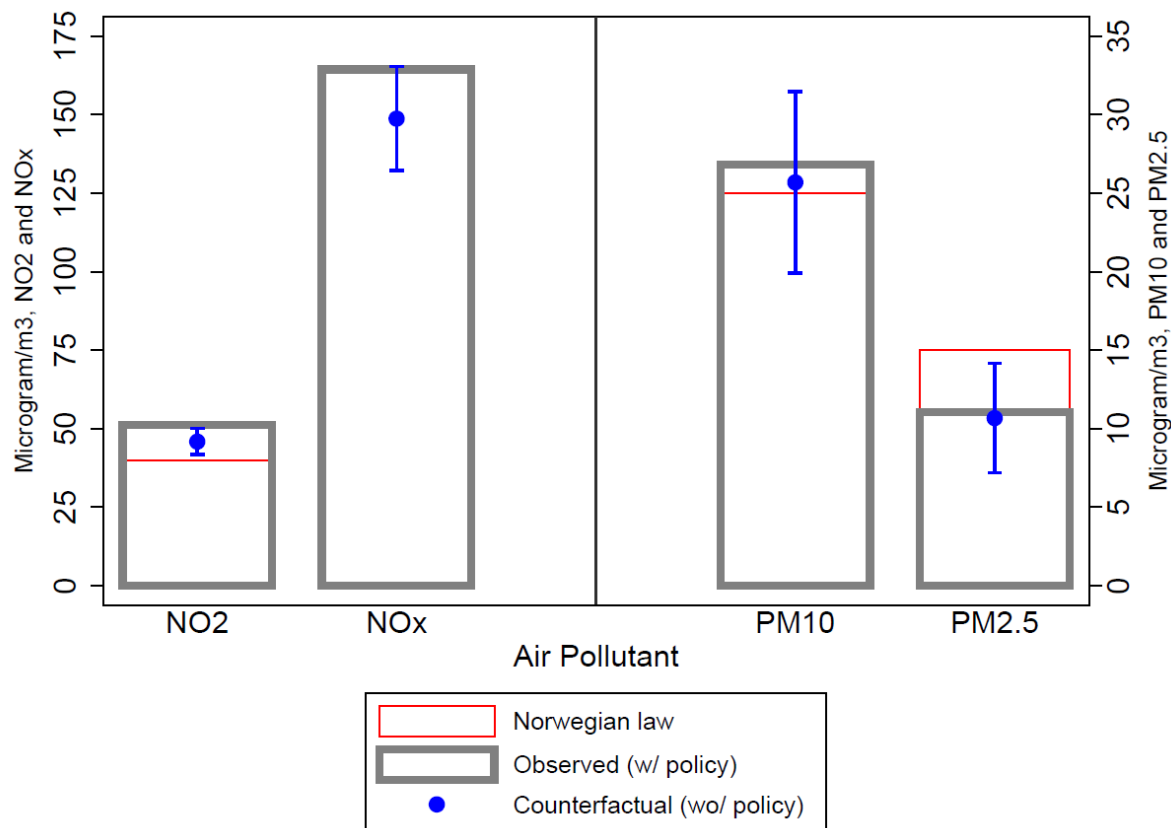 Microgram/m3, NO2 and NOx
175
150
125
100
75
50
25
0
35
30
25
20
15
10
5
0
Microgram/m3, PM10 and PM2.5
NO2 NOx PM10 PM2.5
Air Pollutant
Norwegian law
Observed (w/ policy)
Counterfactual (wo/ policy)